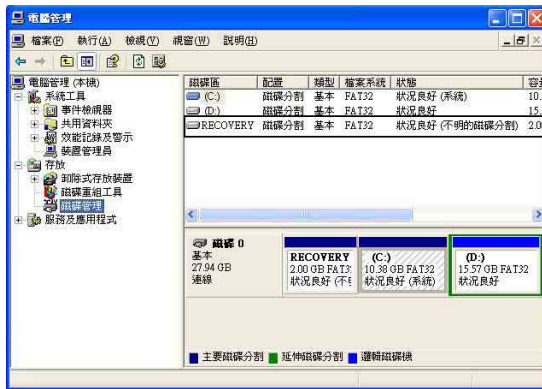 電腦管理
檔案(F) 執行(A) 檢視(V) 視窗(W) 說明(H)
電腦管理 (本機)
系統工具
事件檢視器
共用資料夾
效能記錄及警示
裝置管理員
存放
卸除式存放裝置
磁碟重組工具
磁碟管理
服務及應用程式
磁碟區 配置 類型 檔案系統 狀態
(C:) 磁碟分割 基本 FAT32 狀況良好 (系統) 10.
(D:) 磁碟分割 基本 FAT32 狀況良好 15.
RECOVERY 磁碟分割 基本 FAT32 狀況良好 (不明的磁碟分割) 2.0
磁碟 0
基本
27.94 GB
連線
RECOVERY
2.00 GB FAT3
狀況良好 (不
(C:)
10.38 GB FAT32
狀況良好 (系統)
(D:)
15.57 GB FAT32
狀況良好
主要磁碟分割 延伸磁碟分割 邏輯磁碟機